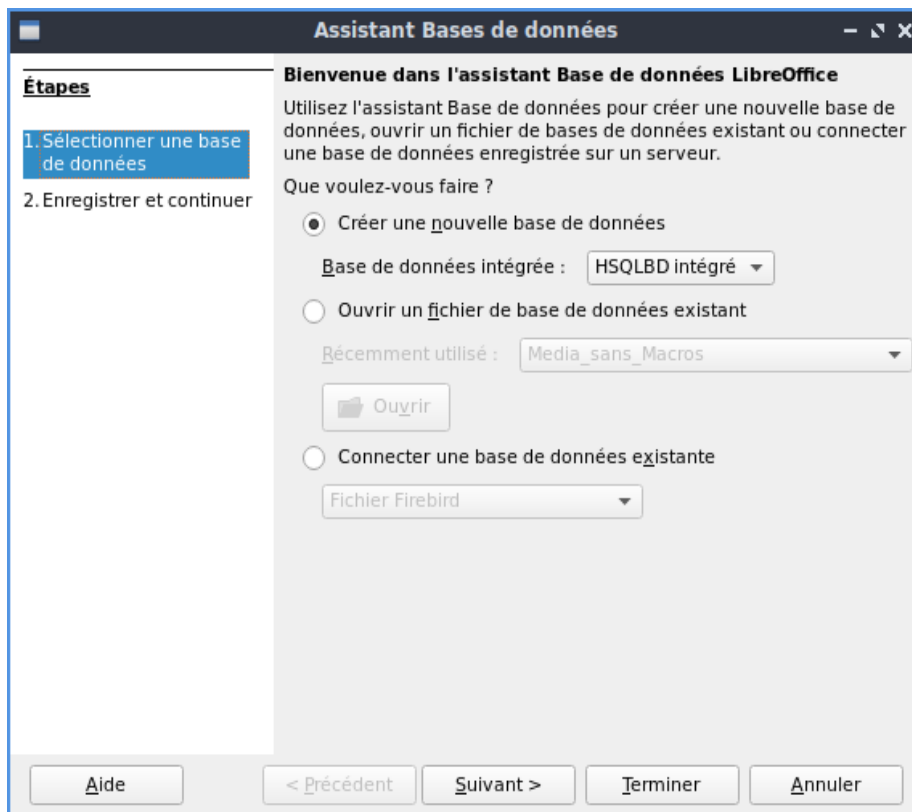 Assistant Bases de données
Étapes
1. Sélectionner une base
de données
2. Enregistrer et continuer
Bienvenue dans l'assistant Base de données LibreOffice
Utilisez l'assistant Base de données pour créer une nouvelle base de
données, ouvrir un fichier de bases de données existant ou connecter
une base de données enregistrée sur un serveur.
Que voulez-vous faire ?
Créer une nouvelle base de données
Base de données intégrée : HSQLBD intégré
Ouvrir un fichier de base de données existant
Récemment utilisé : Media_sans_Macros
Ouvrir
Connecter une base de données existante
Fichier Firebird
Aide < Précédent Suivant > Terminer Annuler